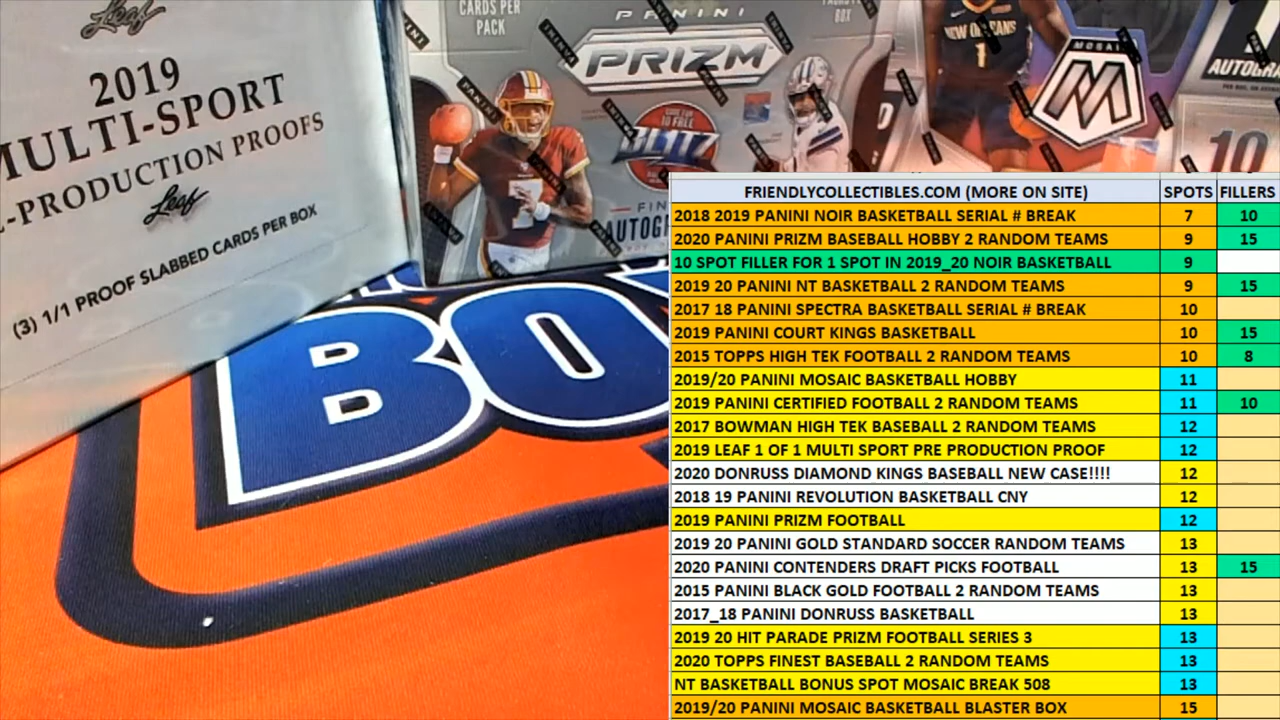 Leaf
2019
MULTI-SPORT
-PRODUCTION PROOFS
Leaf
(3) 1/1 PROOF SLABBED CARDS PER BOX
CARDS PER
PACK
PANINI
PRIZM
BOX
BLITZ
AUTOG
NEW ORLEANS
1
MOSAIC
M
AUTOGRA
10
BO
FRIENDLYCOLLECTIBLES.COM (MORE ON SITE) SPOTS FILLERS
2018 2019 PANINI NOIR BASKETBALL SERIAL # BREAK 7 10
2020 PANINI PRIZM BASEBALL HOBBY 2 RANDOM TEAMS 9 15
10 SPOT FILLER FOR 1 SPOT IN 2019_20 NOIR BASKETBALL 9
2019 20 PANINI NT BASKETBALL 2 RANDOM TEAMS 9 15
2017 18 PANINI SPECTRA BASKETBALL SERIAL # BREAK 10
2019 PANINI COURT KINGS BASKETBALL 10 15
2015 TOPPS HIGH TEK FOOTBALL 2 RANDOM TEAMS 10 8
2019/20 PANINI MOSAIC BASKETBALL HOBBY 11
2019 PANINI CERTIFIED FOOTBALL 2 RANDOM TEAMS 11 10
2017 BOWMAN HIGH TEK BASEBALL 2 RANDOM TEAMS 12
2019 LEAF 1 OF 1 MULTI SPORT PRE PRODUCTION PROOF 12
2020 DONRUSS DIAMOND KINGS BASEBALL NEW CASE!!!! 12
2018 19 PANINI REVOLUTION BASKETBALL CNY 12
2019 PANINI PRIZM FOOTBALL 12
2019 20 PANINI GOLD STANDARD SOCCER RANDOM TEAMS 13
2020 PANINI CONTENDERS DRAFT PICKS FOOTBALL 13 15
2015 PANINI BLACK GOLD FOOTBALL 2 RANDOM TEAMS 13
2017_18 PANINI DONRUSS BASKETBALL 13
2019 20 HIT PARADE PRIZM FOOTBALL SERIES 3 13
2020 TOPPS FINEST BASEBALL 2 RANDOM TEAMS 13
NT BASKETBALL BONUS SPOT MOSAIC BREAK 508 13
2019/20 PANINI MOSAIC BASKETBALL BLASTER BOX 15